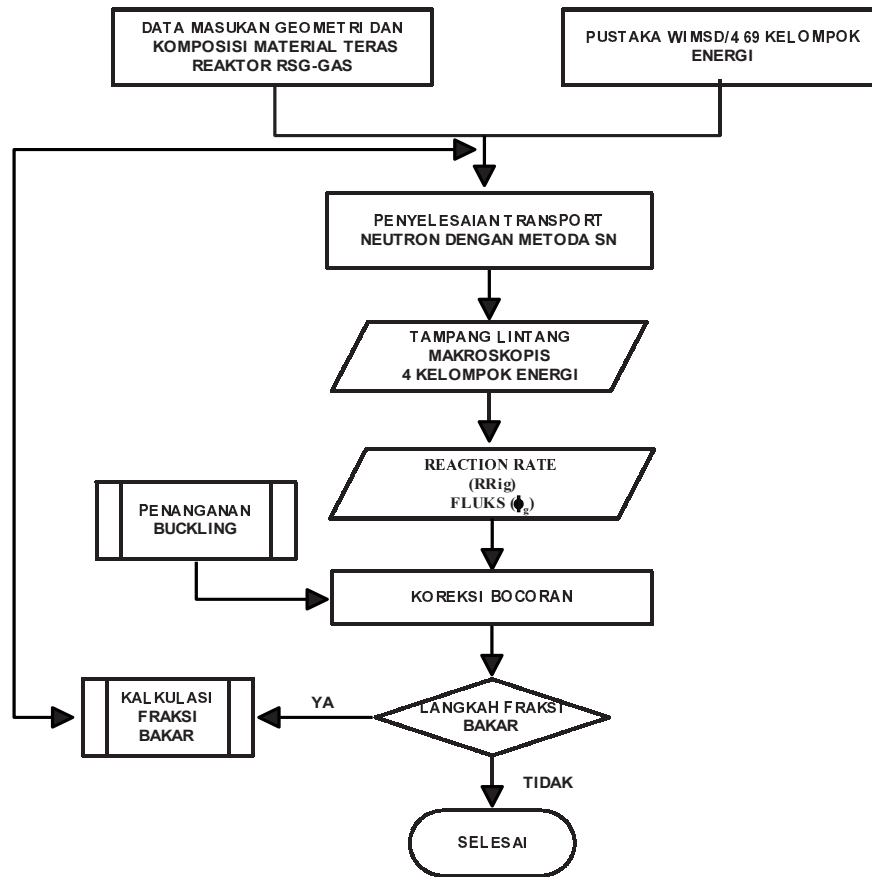 DATA MASUKAN GEOMETRI DAN
KOMPOSISI MATERIAL TERAS
REAKTOR RSG-GAS
PUSTAKA WIMSD/4 69 KELOMPOK
ENERGI
PENYELESAIAN TRANSPORT
NEUTRON DENGAN METODA SN
TAMPANG LINTANG
MAKROSKOPIS
4 KELOMPOK ENERGI
REACTION RATE
(RRig)
FLUKS (ϕg)
PENANGANAN
BUCKLING
KOREKSI BOCORAN
KALKULASI
FRAKSI
BAKAR
YA
LANGKAH FRAKSI
BAKAR
TIDAK
SELESAI